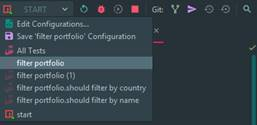 START Git:
Edit Configurations...
Save 'filter portfolio' Configuration
All Tests
filter portfolio
filter portfolio (1)
filter portfolio.should filter by country
filter portfolio.should filter by name
start